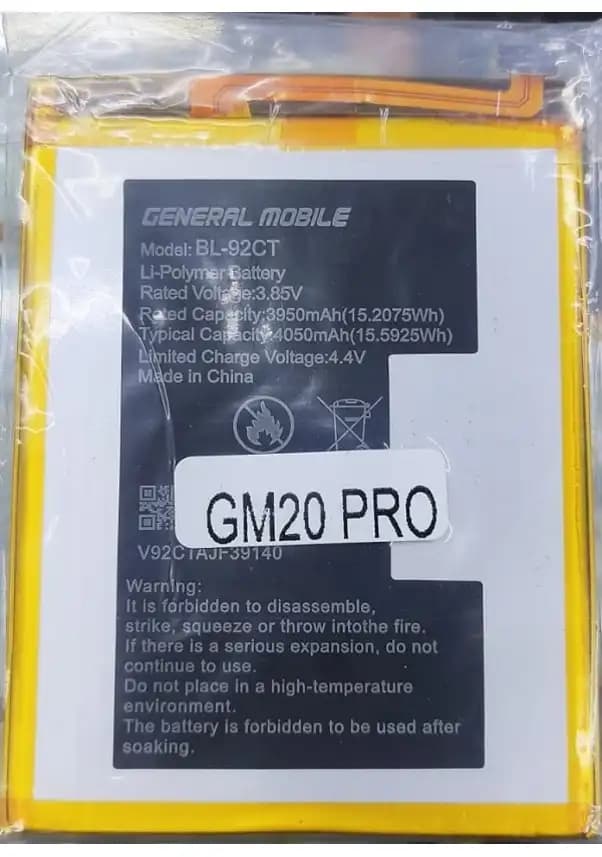 GENERAL MOBILE
Model: BL-92CT
Li-Polymer Battery
Rated Voltage:3.85V
Rated Capacity:3950mAh(15.2075Wh)
Typical Capacity:4050mAh(15.5925Wh)
Limited Charge Voltage:4.4V
Made in China
GM20 PRO
V92CTAJF39140
Warning:
It is forbidden to disassemble,
strike, squeeze or throw intothe fire.
If there is a serious expansion, do not
continue to use.
Do not place in a high-temperature
environment.
The battery is forbidden to be used after
soaking.